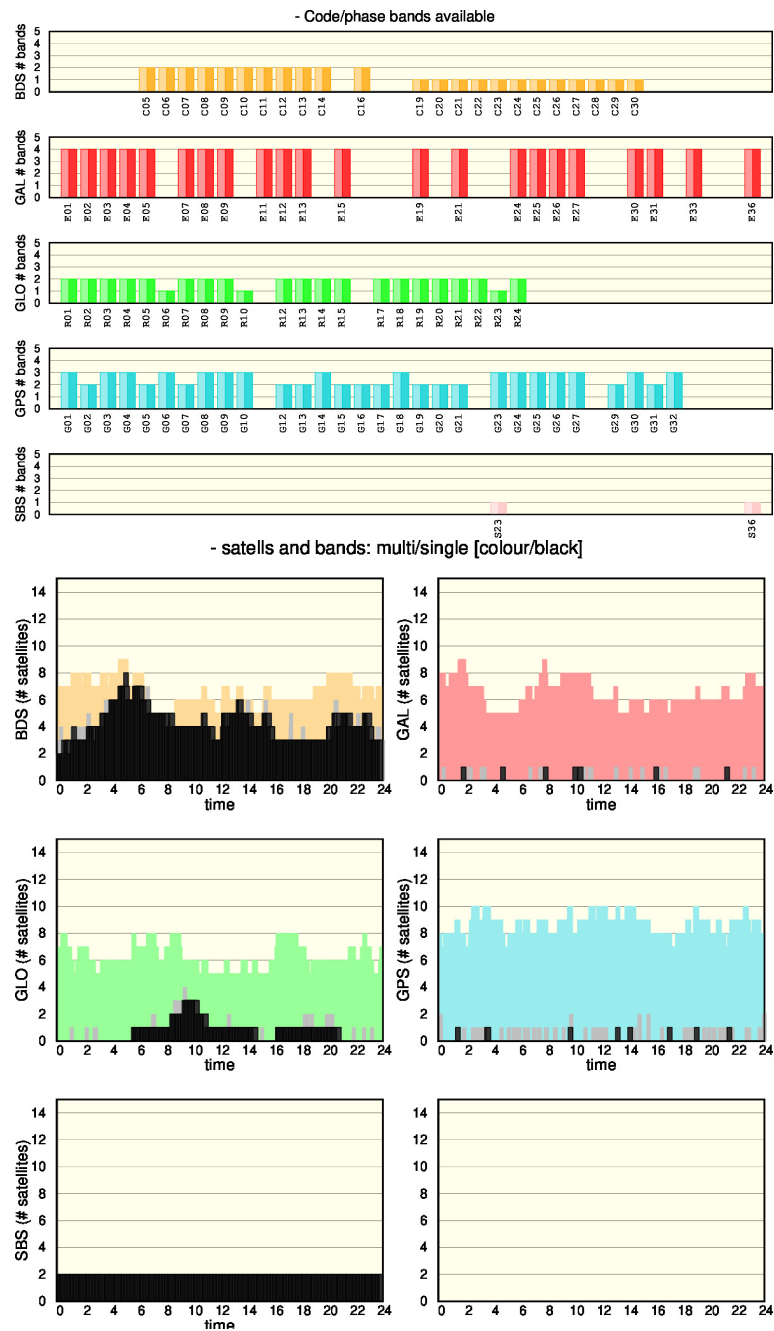 - Code/phase bands available
BDS # bands
5
4
3
2
1
0
C05 C06 C07 C08 C09 C10 C11 C12 C13 C14 C16 C19 C20 C21 C22 C23 C24 C25 C26 C27 C28 C29 C30
GAL # bands
5
4
3
2
1
0
E01 E02 E03 E04 E05 E07 E08 E09 E11 E12 E13 E15 E19 E21 E24 E25 E26 E27 E30 E31 E33 E36
GLO # bands
5
4
3
2
1
0
R01 R02 R03 R04 R05 R06 R07 R08 R09 R10 R12 R13 R14 R15 R17 R18 R19 R20 R21 R22 R23 R24
GPS # bands
5
4
3
2
1
0
G01 G02 G03 G04 G05 G06 G07 G08 G09 G10 G12 G13 G14 G15 G16 G17 G18 G19 G20 G21 G23 G24 G25 G26 G27 G29 G30 G31 G32
SBS # bands
5
4
3
2
1
0
S23 S36
- satells and bands: multi/single [colour/black]
BDS (# satellites)
14
12
10
8
6
4
2
0
0 2 4 6 8 10 12 14 16 18 20 22 24
time
GAL (# satellites)
14
12
10
8
6
4
2
0
0 2 4 6 8 10 12 14 16 18 20 22 24
time
GLO (# satellites)
14
12
10
8
6
4
2
0
0 2 4 6 8 10 12 14 16 18 20 22 24
time
GPS (# satellites)
14
12
10
8
6
4
2
0
0 2 4 6 8 10 12 14 16 18 20 22 24
time
SBS (# satellites)
14
12
10
8
6
4
2
0
0 2 4 6 8 10 12 14 16 18 20 22 24
time
14
12
10
8
6
4
2
0
0 2 4 6 8 10 12 14 16 18 20 22 24